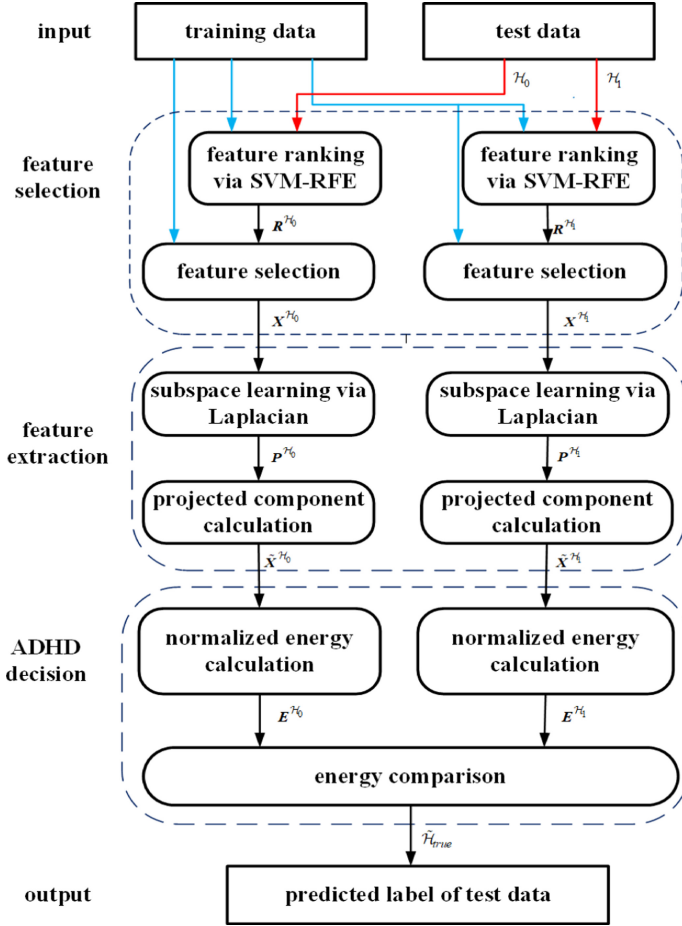 input
training data
test data
ℋ₀
ℋ₁
feature
selection
feature ranking
via SVM-RFE
feature ranking
via SVM-RFE
R^ℋ₀
R^ℋ₁
feature selection
feature selection
X^ℋ₀
X^ℋ₁
feature
extraction
subspace learning via
Laplacian
subspace learning via
Laplacian
P^ℋ₀
P^ℋ₁
projected component
calculation
projected component
calculation
X̃^ℋ₀
X̃^ℋ₁
ADHD
decision
normalized energy
calculation
normalized energy
calculation
E^ℋ₀
E^ℋ₁
energy comparison
ℋ̃_true
output
predicted label of test data